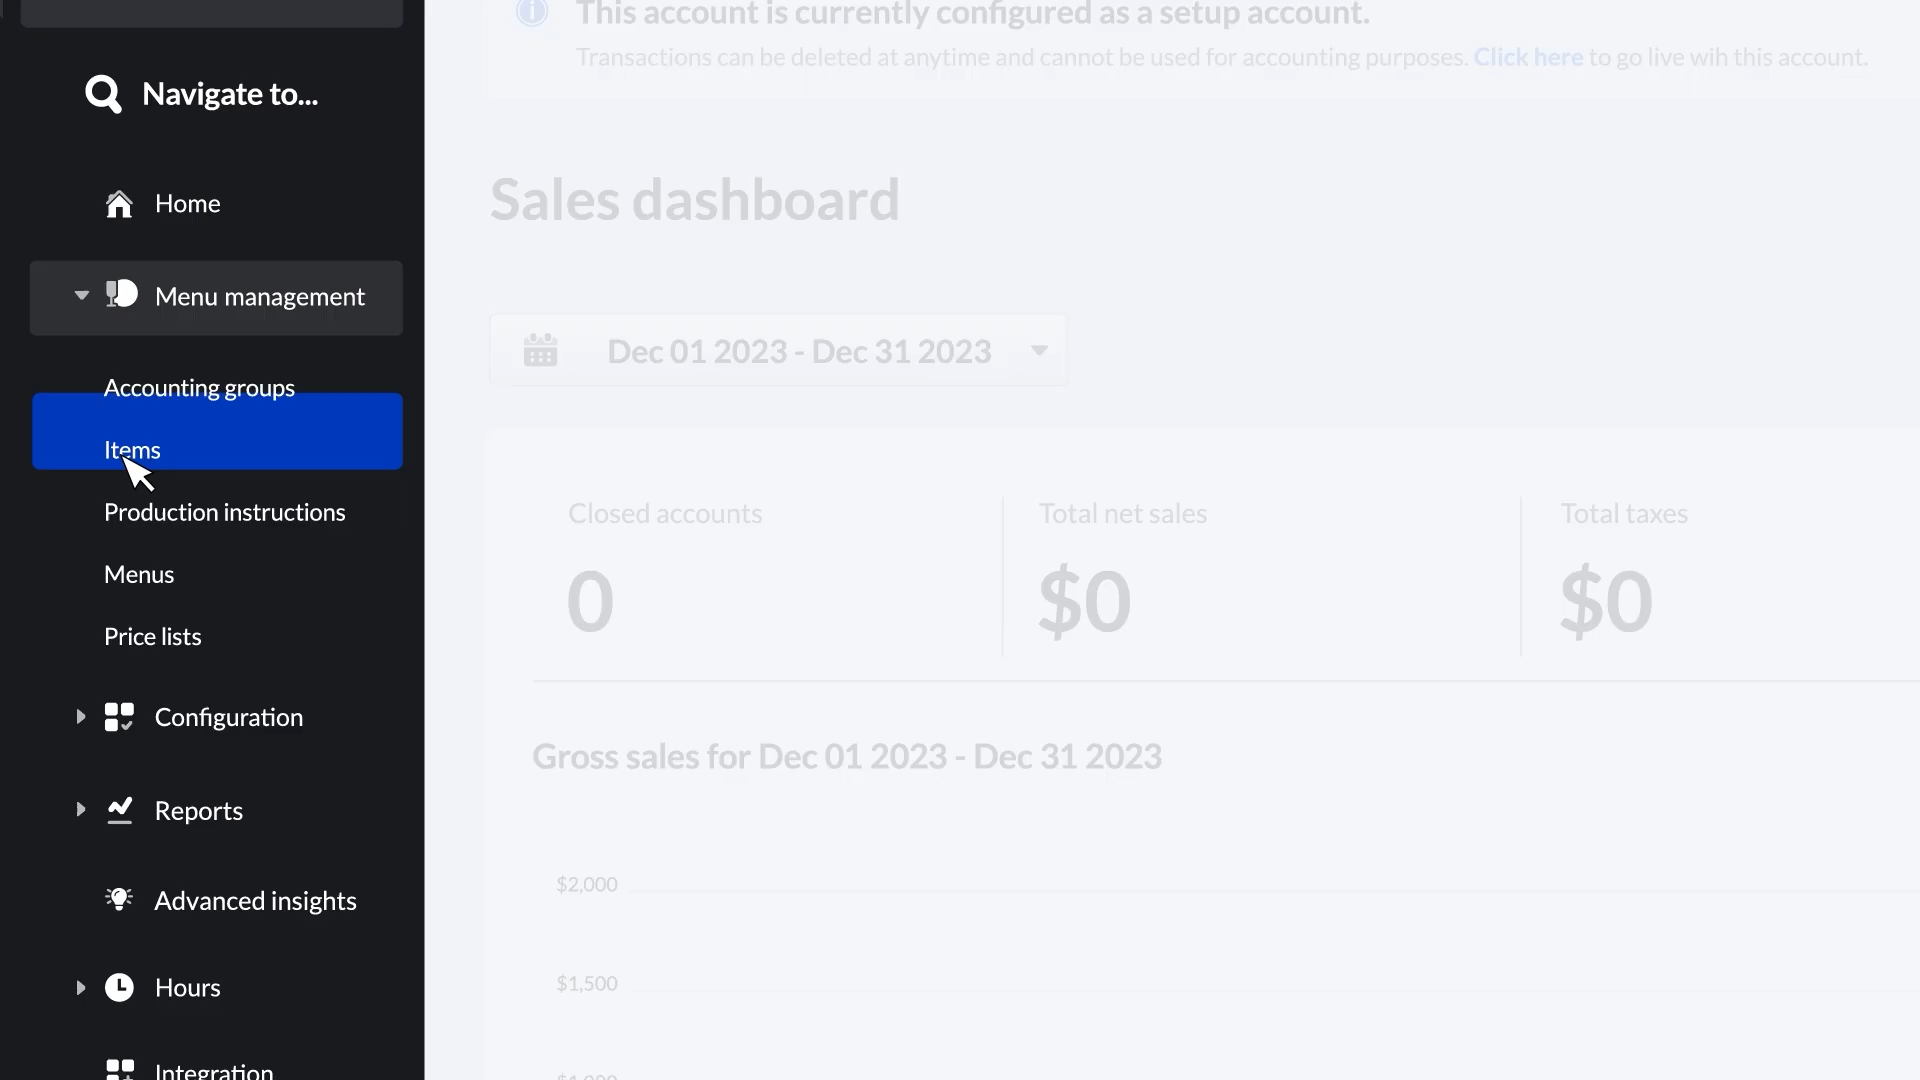 Navigate to...
Home
Menu management
Accounting groups
Items
Production instructions
Menus
Price lists
Configuration
Reports
Advanced insights
Hours
Integration
This account is currently configured as a setup account.
Transactions can be deleted at anytime and cannot be used for accounting purposes. Click here to go live wih this account.
Sales dashboard
Dec 01 2023 - Dec 31 2023
Closed accounts
0
Total net sales
$0
Total taxes
$0
Gross sales for Dec 01 2023 - Dec 31 2023
$2,000
$1,500